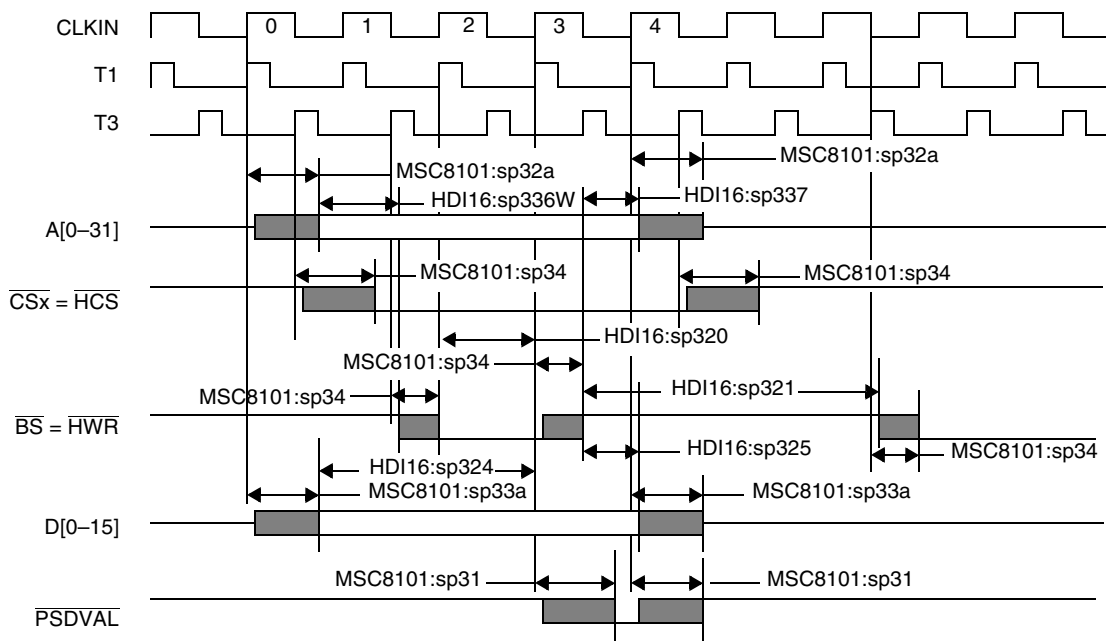 CLKIN 0 1 2 3 4
T1
T3
MSC8101:sp32a MSC8101:sp32a
HDI16:sp336W HDI16:sp337
A[0–31]
MSC8101:sp34 MSC8101:sp34
CSx = HCS
HDI16:sp320
MSC8101:sp34
MSC8101:sp34 HDI16:sp321
BS = HWR
HDI16:sp324 HDI16:sp325 MSC8101:sp34
MSC8101:sp33a MSC8101:sp33a
D[0–15]
MSC8101:sp31 MSC8101:sp31
PSDVAL